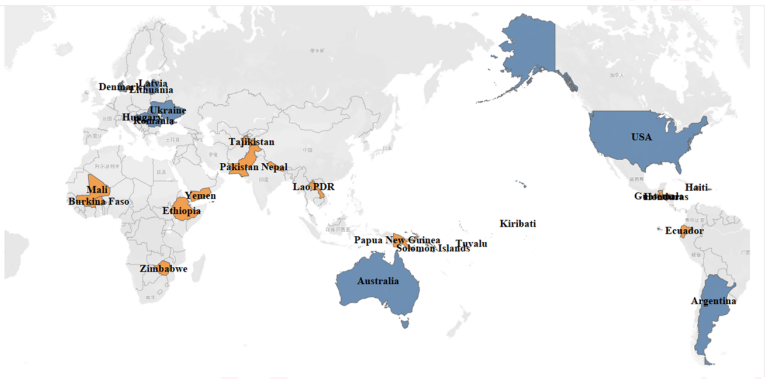 Latvia
Denmark
Lithuania
Ukraine
Hungary
Romania
USA
Tajikistan
Pakistan Nepal
Lao PDR
Mali
Burkina Faso
Yemen
Ethiopia
Haiti
Honduras
Kiribati
Ecuador
Papua New Guinea
Tuvalu
Solomon Islands
Zimbabwe
Australia
Argentina